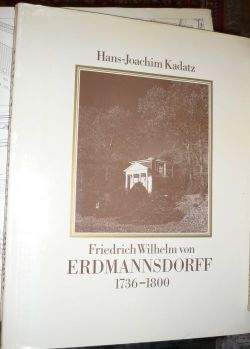 Hans-Joachim Kadatz
Friedrich Wilhelm von
ERDMANNSDORFF
1736–1800